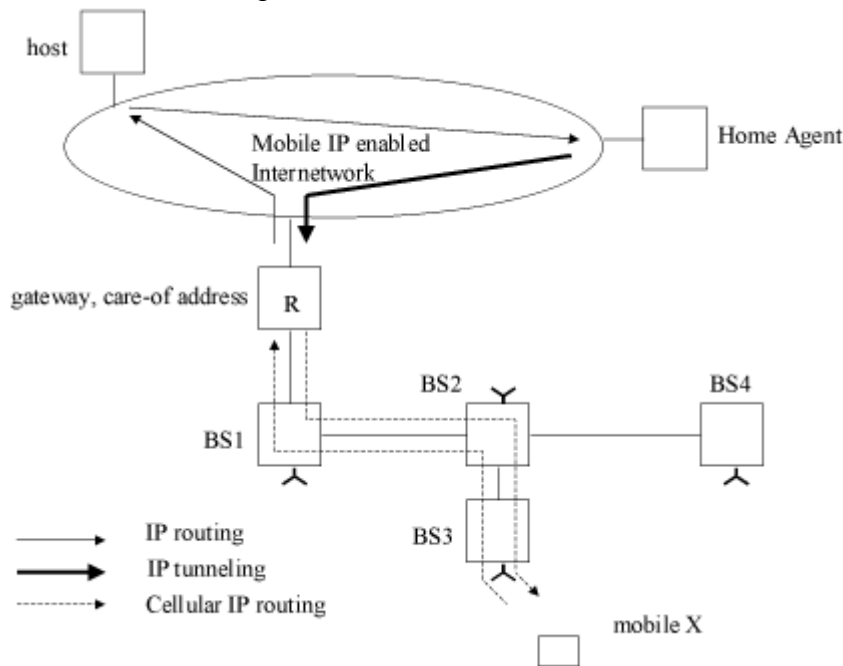 host
Mobile IP enabled
Internetwork
Home Agent
gateway, care-of address
R
BS2
BS4
BS1
BS3
IP routing
IP tunneling
Cellular IP routing
mobile X